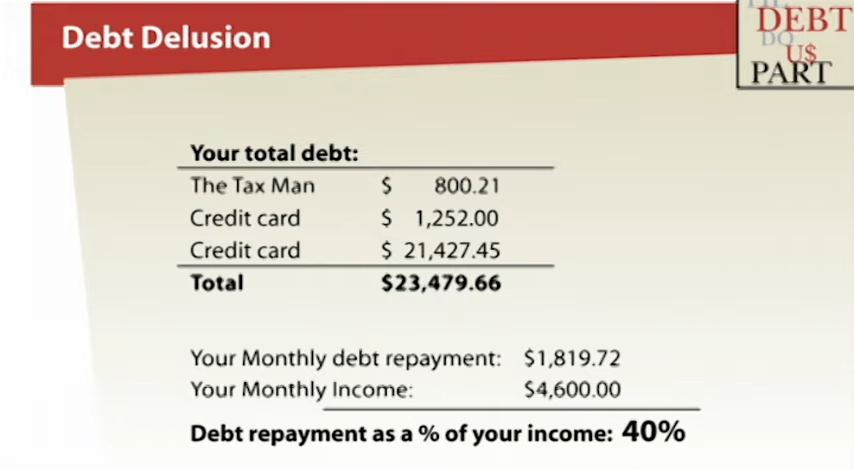 Debt Delusion
DEBT
DO
U$
PART
Your total debt:
The Tax Man $ 800.21
Credit card $ 1,252.00
Credit card $ 21,427.45
Total $23,479.66
Your Monthly debt repayment: $1,819.72
Your Monthly Income: $4,600.00
Debt repayment as a % of your income: 40%